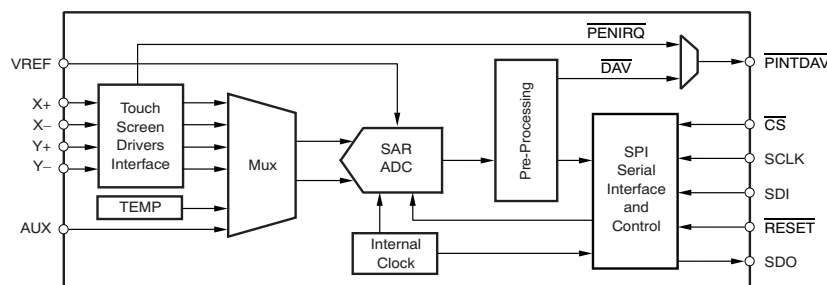 PENIRQ
VREF
DAV
PINTDAV
X+
X–
Y+
Y–
Touch
Screen
Drivers
Interface
Mux
SAR
ADC
Pre-Processing
SPI
Serial
Interface
and
Control
CS
SCLK
SDI
RESET
SDO
TEMP
AUX
Internal
Clock